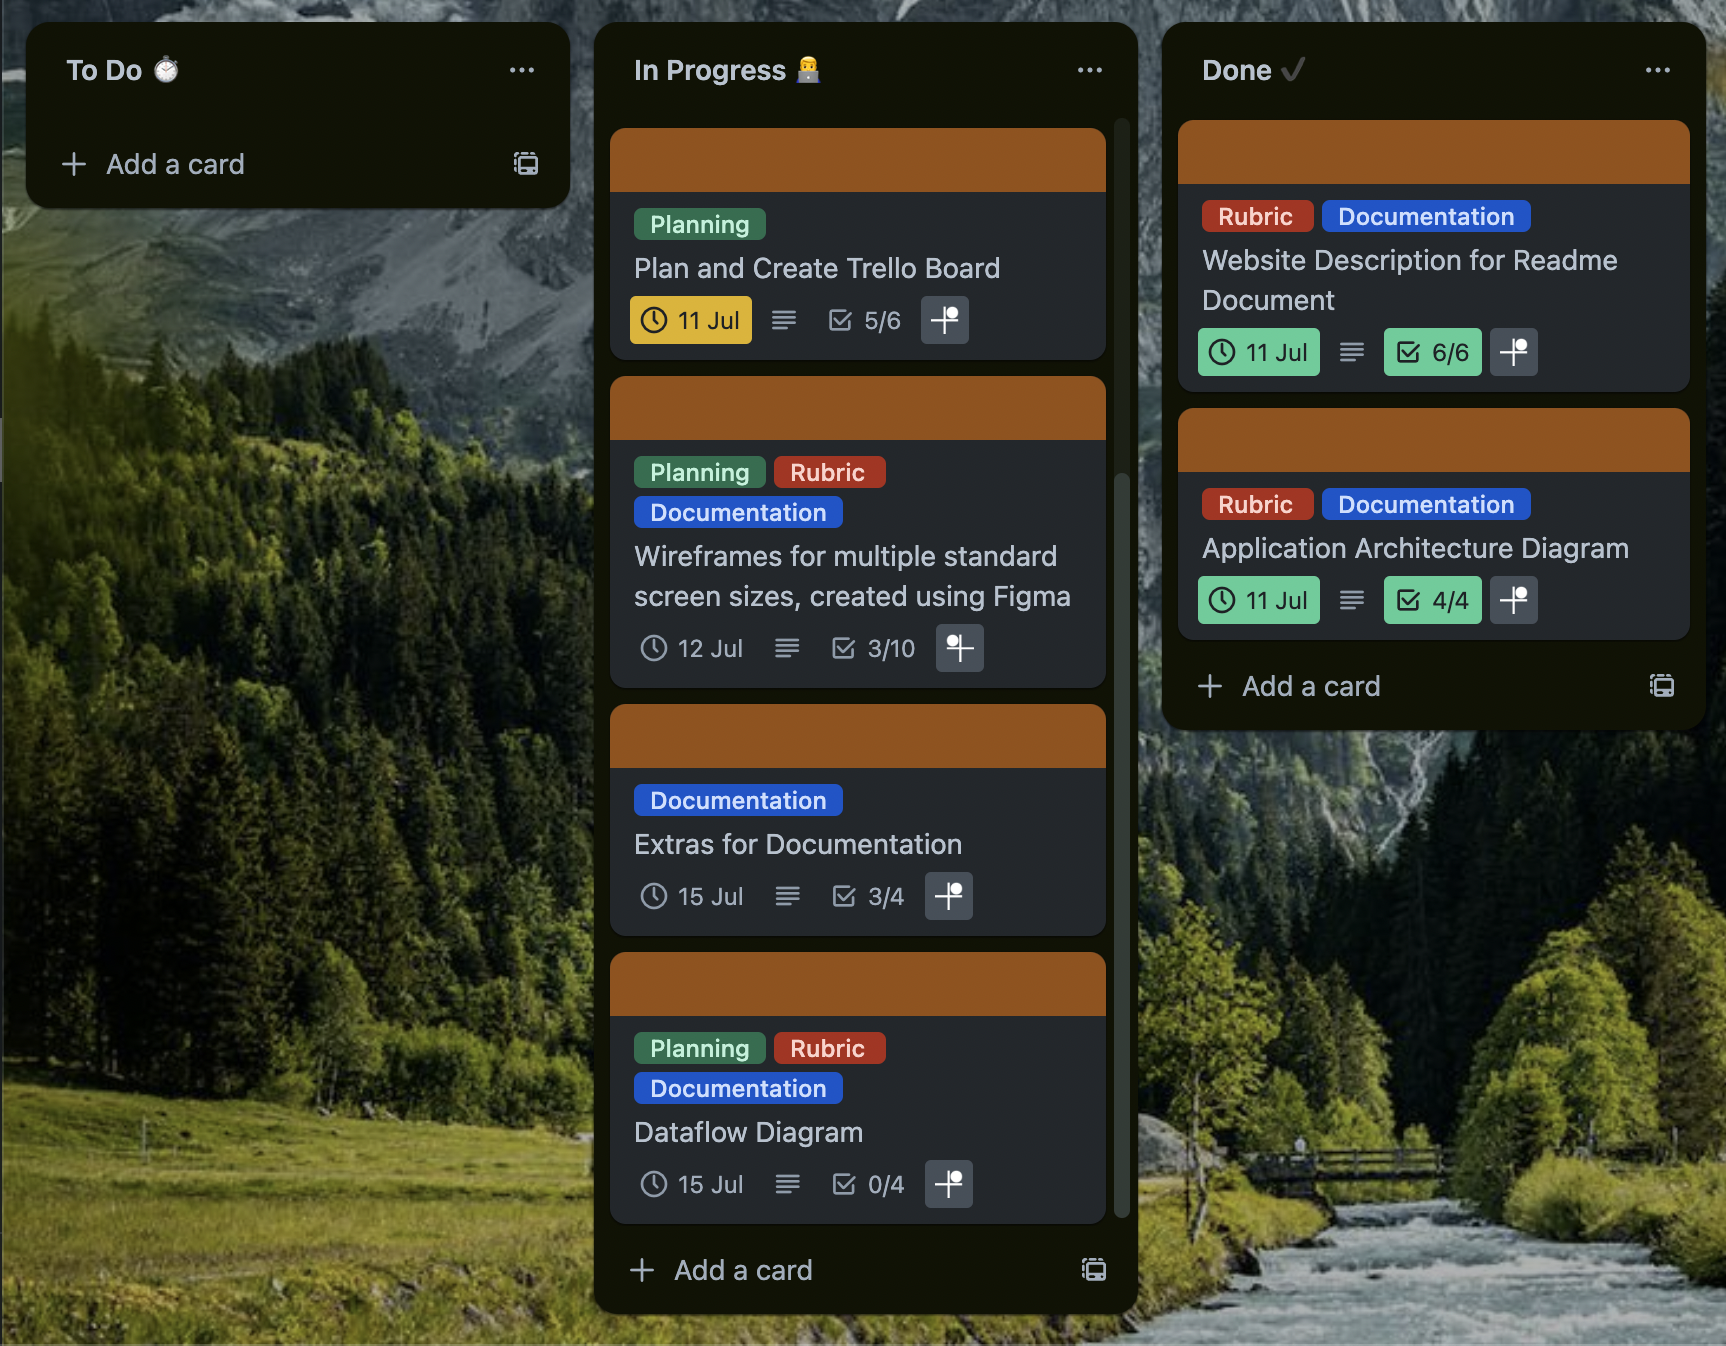 To Do ⏱️
Add a card
In Progress 👨‍💻
Planning
Plan and Create Trello Board
11 Jul
5/6
Planning Rubric
Documentation
Wireframes for multiple standard
screen sizes, created using Figma
12 Jul
3/10
Documentation
Extras for Documentation
15 Jul
3/4
Planning Rubric
Documentation
Dataflow Diagram
15 Jul
0/4
Add a card
Done ✔️
Rubric Documentation
Website Description for Readme
Document
11 Jul
6/6
Rubric Documentation
Application Architecture Diagram
11 Jul
4/4
Add a card